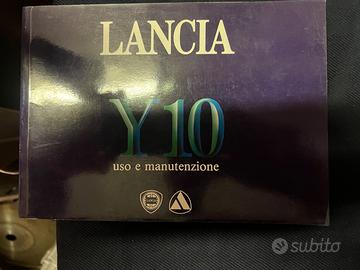 LANCIA
Y10
uso e manutenzione
subito